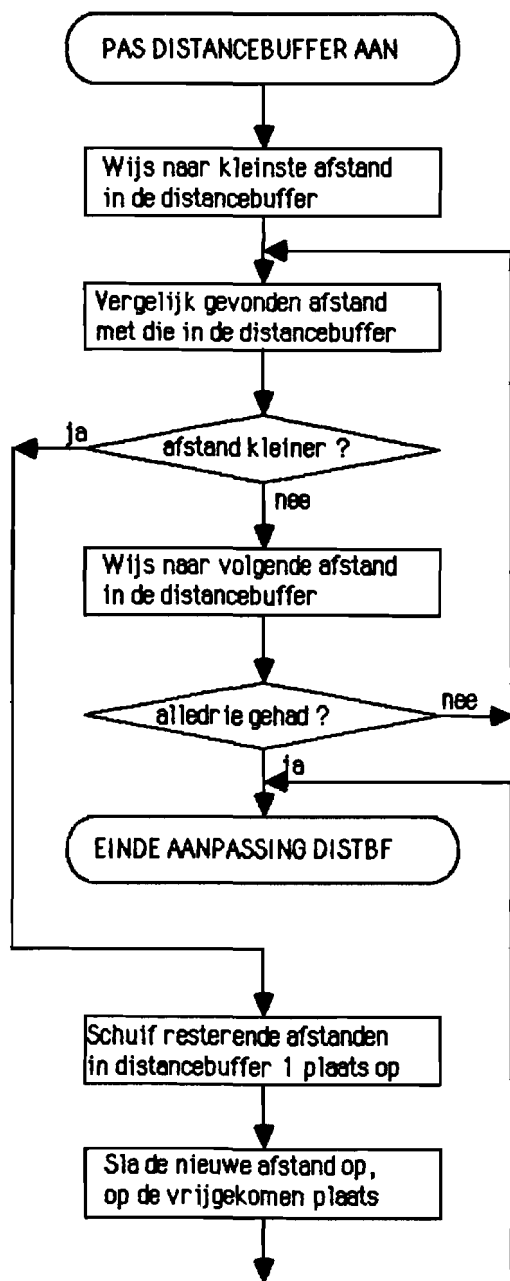 PAS DISTANCEBUFFER AAN
Wijs naar kleinste afstand
in de distancebuffer
Vergelijk gevonden afstand
met die in de distancebuffer
ja
afstand kleiner ?
nee
Wijs naar volgende afstand
in de distancebuffer
alledrie gehad ?
nee
ja
EINDE AANPASSING DISTBF
Schuif resterende afstanden
in distancebuffer 1 plaats op
Sla de nieuwe afstand op,
op de vrijgekomen plaats